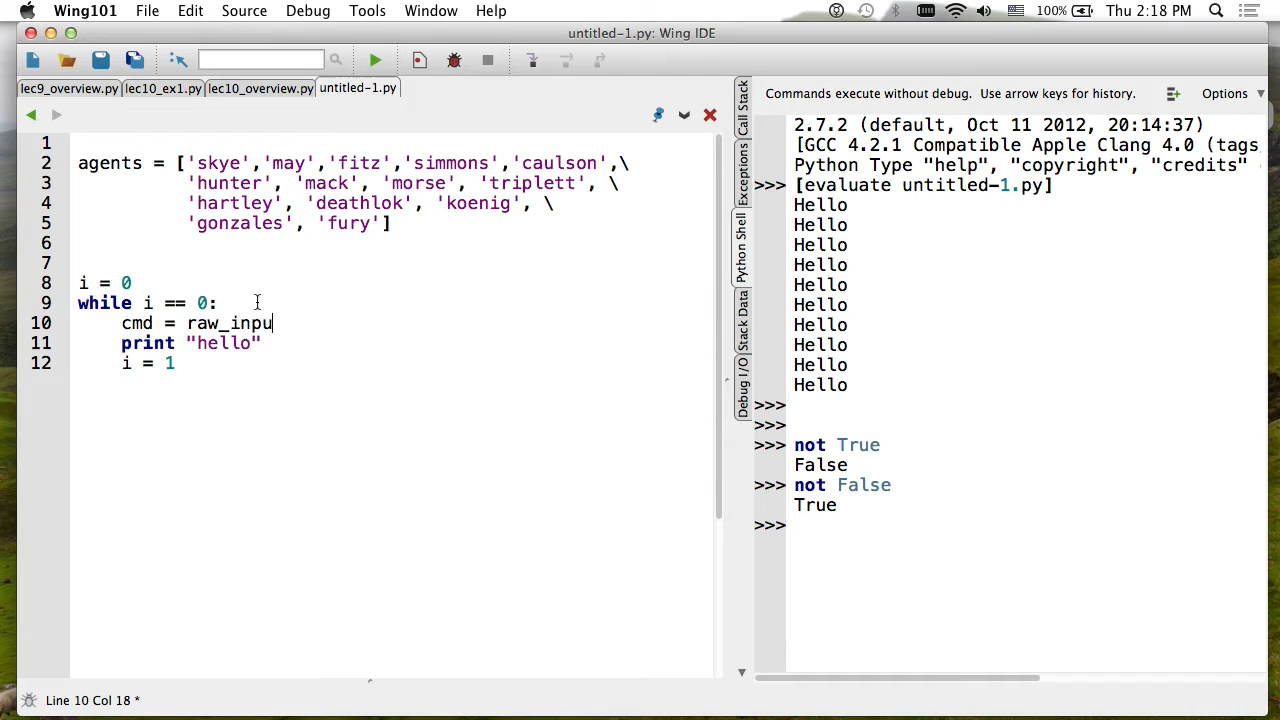 Wing101 File Edit Source Debug Tools Window Help 100% Thu 2:18 PM
untitled-1.py: Wing IDE
lec9_overview.py lec10_ex1.py lec10_overview.py untitled-1.py
1
2 agents = ['skye','may','fitz','simmons','caulson',\
3 'hunter', 'mack', 'morse', 'triplett', \
4 'hartley', 'deathlok', 'koenig', \
5 'gonzales', 'fury']
6
7
8 i = 0
9 while i == 0:
10 cmd = raw_inpu
11 print "hello"
12 i = 1
Line 10 Col 18 *
Call Stack
Exceptions
Python Shell
Stack Data
Debug I/O
Commands execute without debug. Use arrow keys for history. Options
2.7.2 (default, Oct 11 2012, 20:14:37)
[GCC 4.2.1 Compatible Apple Clang 4.0 (tags
Python Type "help", "copyright", "credits"
>>> [evaluate untitled-1.py]
Hello
Hello
Hello
Hello
Hello
Hello
Hello
Hello
Hello
Hello
>>>
>>>
>>> not True
False
>>> not False
True
>>>